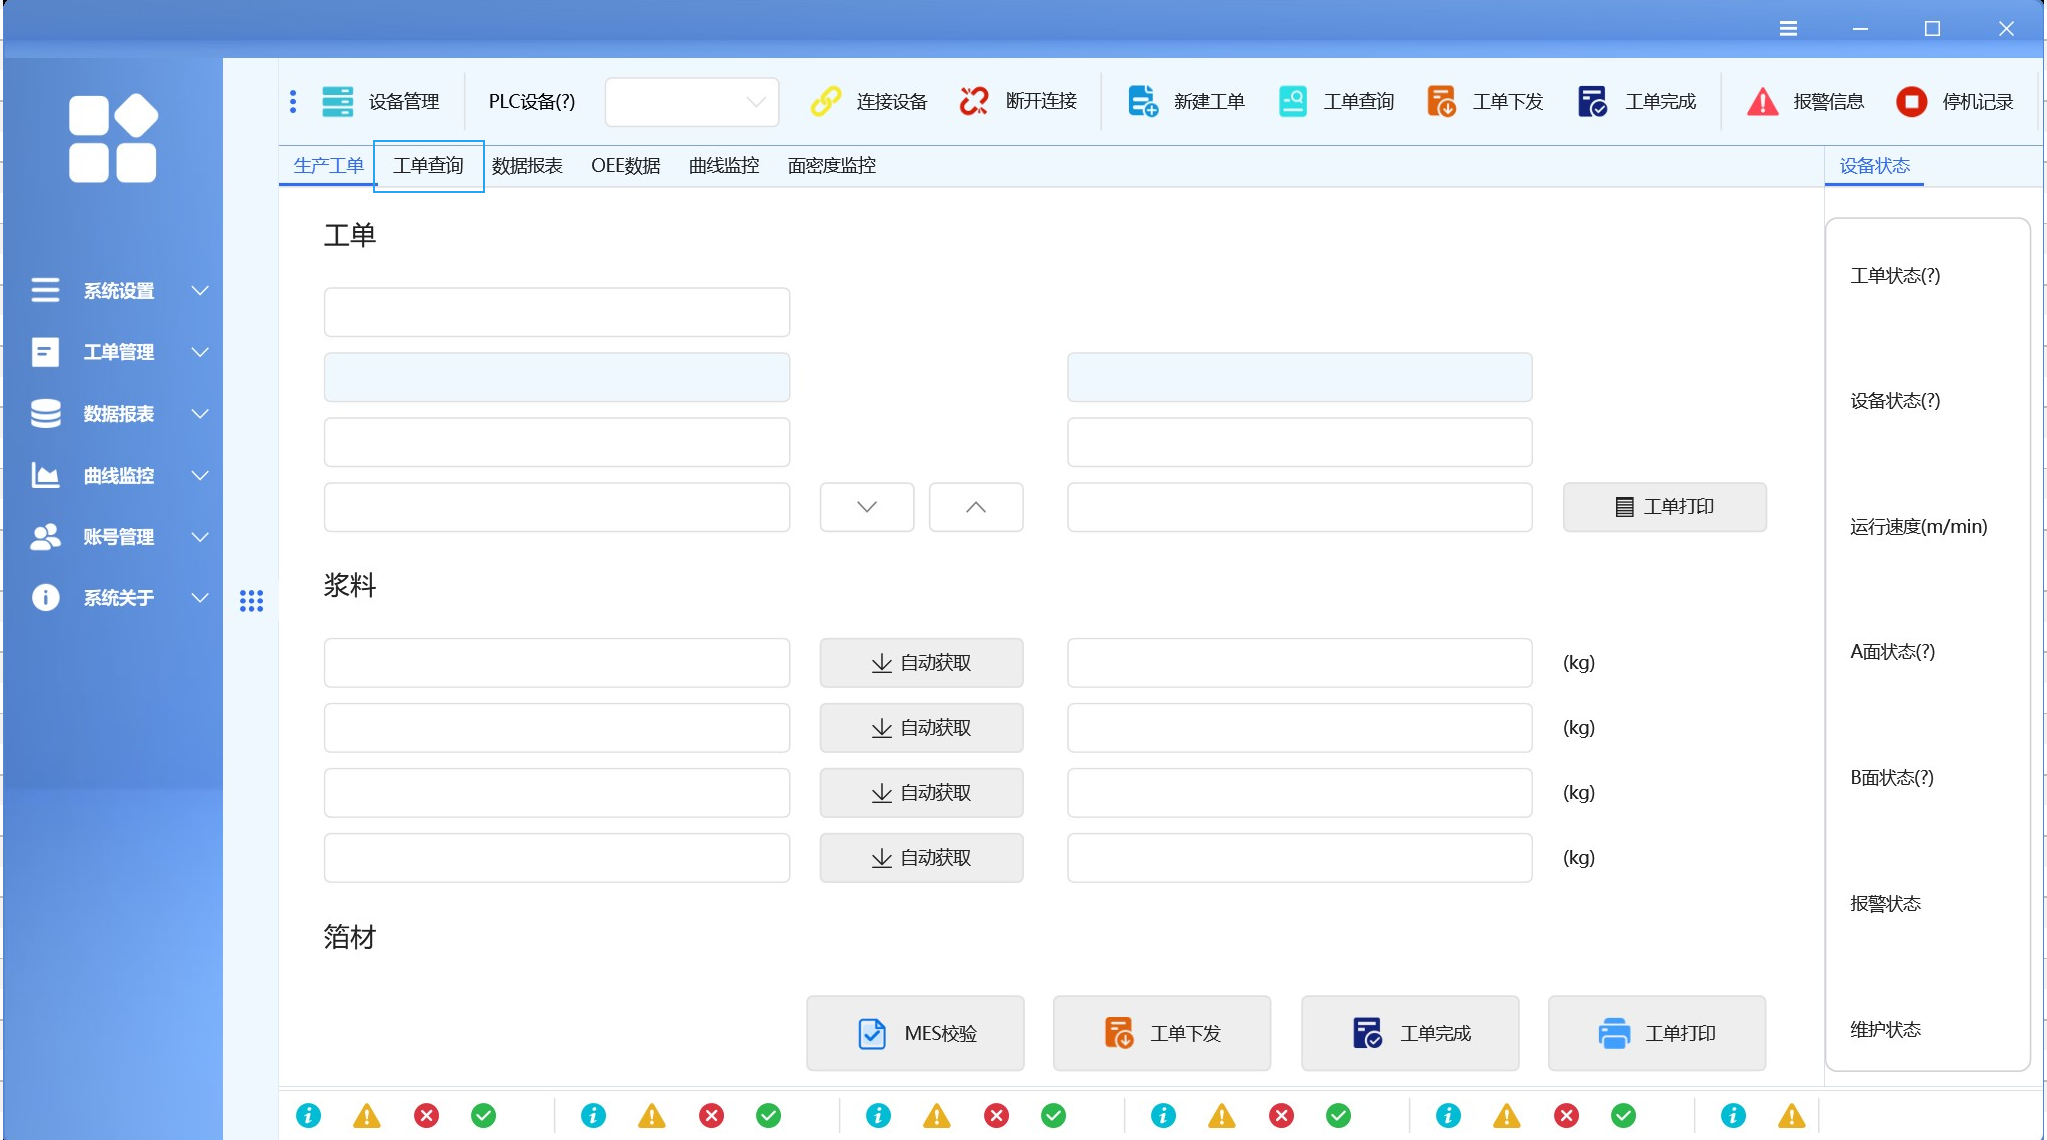 设备管理 PLC设备(?) 连接设备 断开连接 新建工单 工单查询 工单下发 工单完成 报警信息 停机记录
生产工单 工单查询 数据报表 OEE数据 曲线监控 面密度监控 设备状态
系统设置
工单管理
数据报表
曲线监控
账号管理
系统关于
工单
工单打印
浆料
自动获取 (kg)
自动获取 (kg)
自动获取 (kg)
自动获取 (kg)
箔材
MES校验 工单下发 工单完成 工单打印
工单状态(?)
设备状态(?)
运行速度(m/min)
A面状态(?)
B面状态(?)
报警状态
维护状态